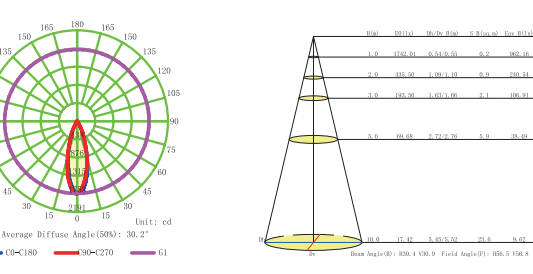 180
165 165
150 150
135
120
105
90
75
60
45 45
30 30
15 15
0
876
1315
2191
Unit: cd
Average Diffuse Angle(50%): 30.2°
C0-C180 C90-C270 G1
H(m) E0(lx) Dh/Dv B(m) S B(sq.m) Eav B(lx)
1.0 1742.01 0.54/0.55 0.2 962.16
2.0 435.50 1.09/1.10 0.9 240.54
3.0 193.56 1.63/1.66 2.1 106.91
5.0 69.68 2.72/2.76 5.9 38.49
10.0 17.42 5.45/5.52 23.6 9.62
Dh
Dv
Beam Angle(B): H30.4 V30.9 Field Angle(F): H56.5 V56.8